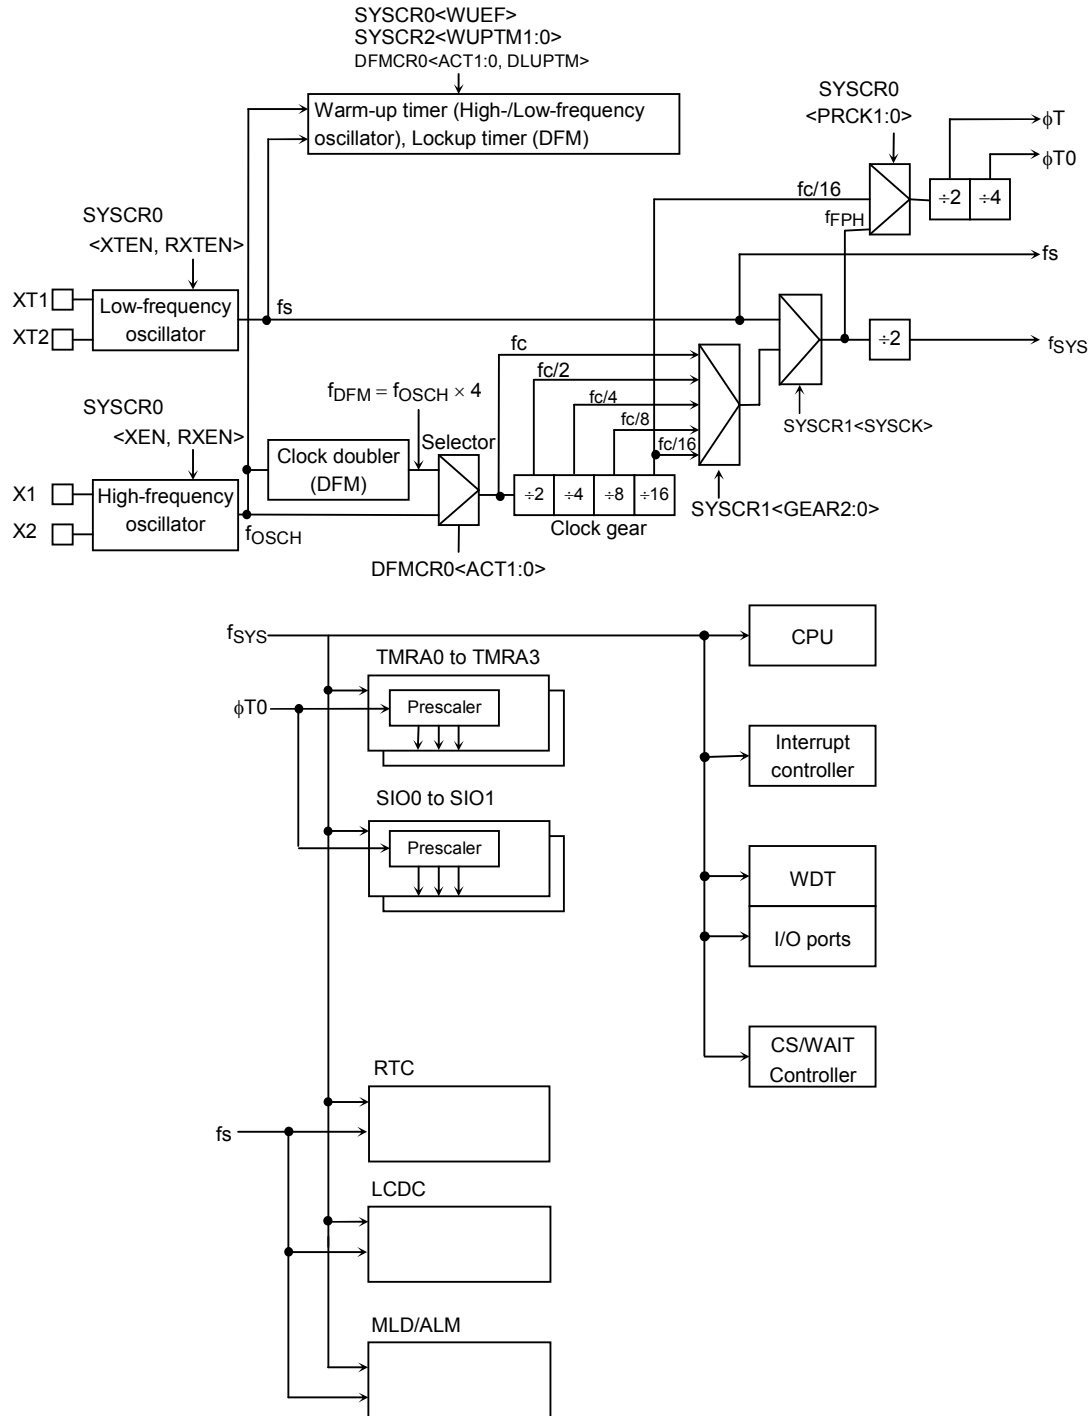 SYSCR0<WUEF>
SYSCR2<WUPTM1:0>
DFMCR0<ACT1:0, DLUPTM>
Warm-up timer (High-/Low-frequency
oscillator), Lockup timer (DFM)
SYSCR0
<PRCK1:0>
ϕT
ϕT0
fc/16
÷2
÷4
fFPH
SYSCR0
<XTEN, RXTEN>
fs
XT1
XT2
Low-frequency
oscillator
fs
fc
÷2
fSYS
fc/2
fDFM = fOSCH × 4
fc/4
fc/8
fc/16
SYSCR1<SYSCK>
SYSCR0
<XEN, RXEN>
Selector
Clock doubler
(DFM)
X1
X2
High-frequency
oscillator
÷2
÷4
÷8
÷16
SYSCR1<GEAR2:0>
Clock gear
fOSCH
DFMCR0<ACT1:0>
fSYS
CPU
TMRA0 to TMRA3
ϕT0
Prescaler
Interrupt
controller
SIO0 to SIO1
Prescaler
WDT
I/O ports
CS/WAIT
Controller
RTC
fs
LCDC
MLD/ALM